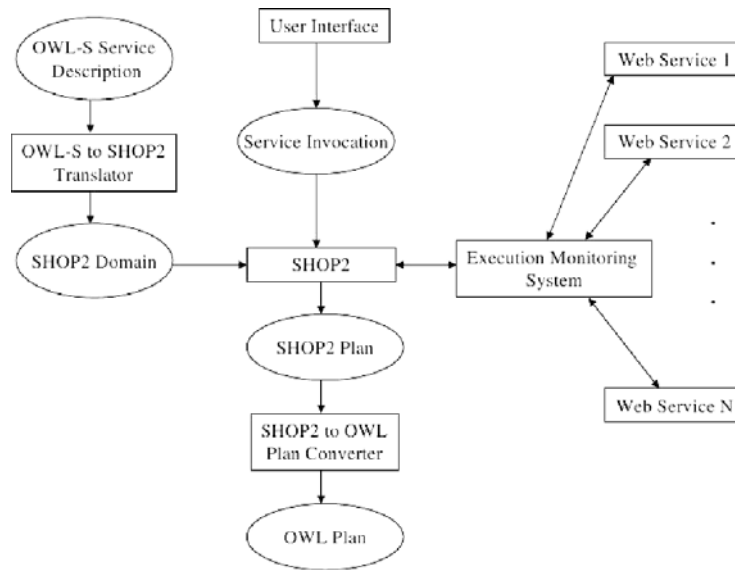 OWL-S Service
Description
User Interface
Web Service 1
Service Invocation
Web Service 2
OWL-S to SHOP2
Translator
SHOP2 Domain
SHOP2
Execution Monitoring
System
SHOP2 Plan
Web Service N
SHOP2 to OWL
Plan Converter
OWL Plan